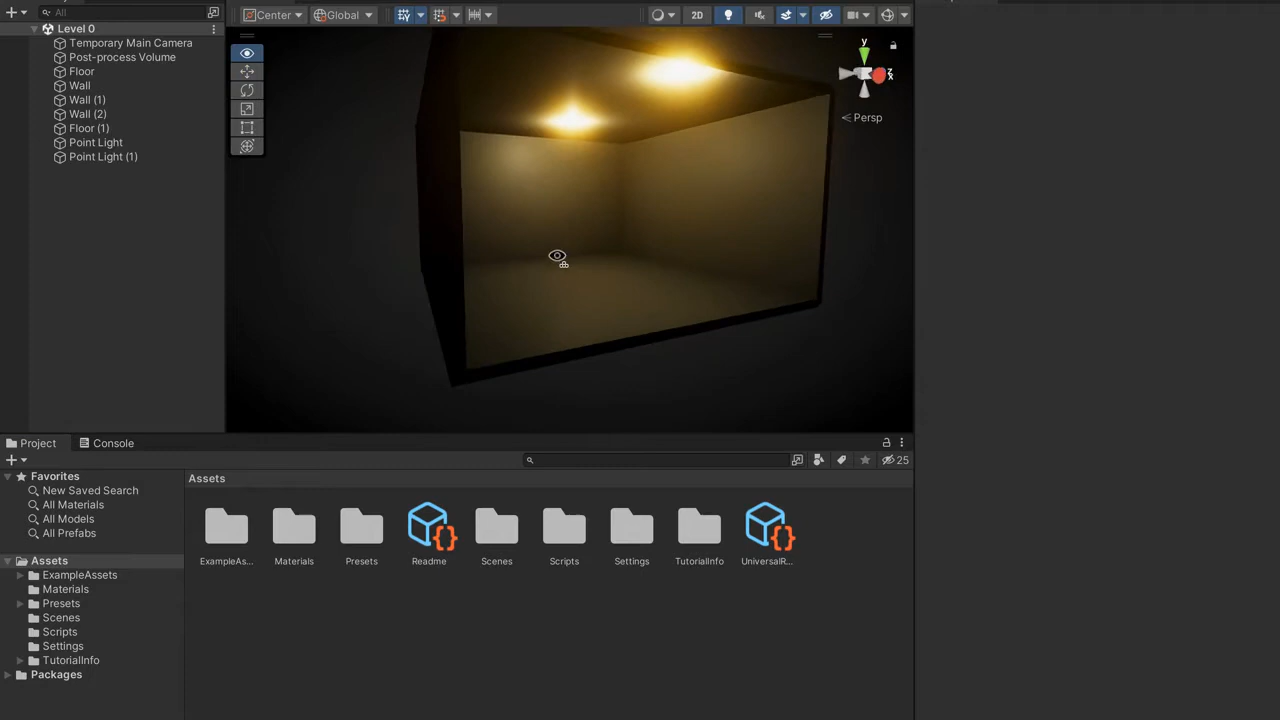 All
Center
Global
2D
Level 0
Temporary Main Camera
Post-process Volume
Floor
Wall
Wall (1)
Wall (2)
Floor (1)
Point Light
Point Light (1)
y
z
x
Persp
Project
Console
25
Favorites
New Saved Search
All Materials
All Models
All Prefabs
Assets
ExampleAssets
Materials
Presets
Scenes
Scripts
Settings
TutorialInfo
Packages
Assets
ExampleAs...
Materials
Presets
Readme
Scenes
Scripts
Settings
TutorialInfo
UniversalR...